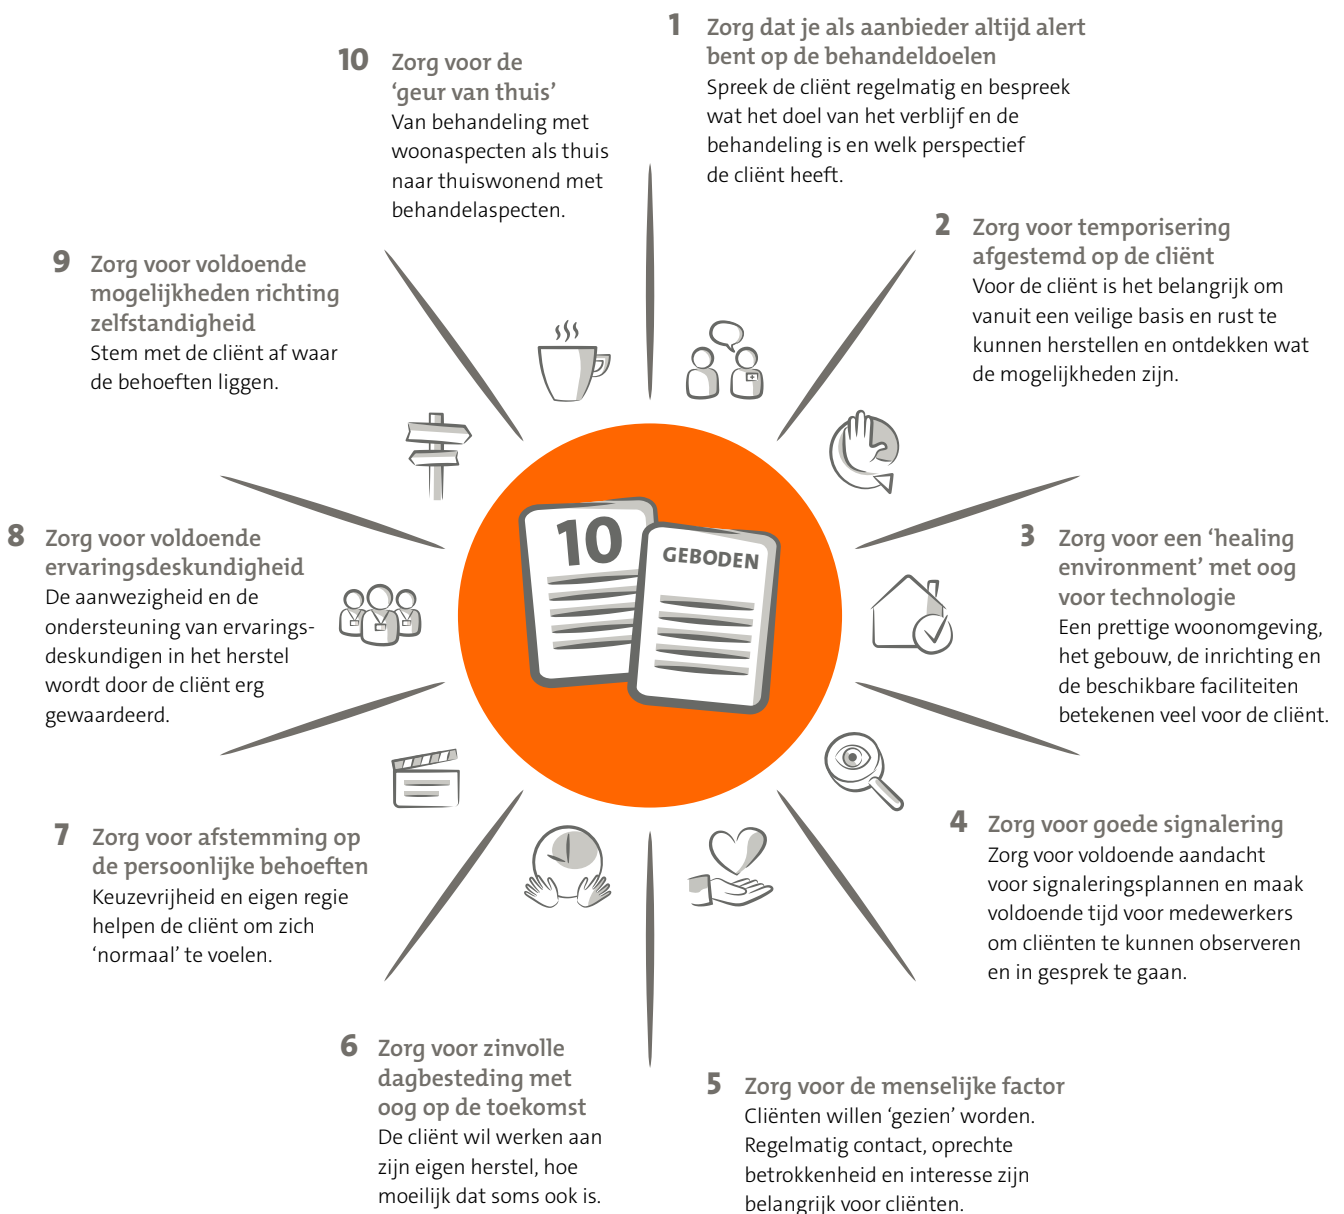 10
GEBODEN
1 Zorg dat je als aanbieder altijd alert
bent op de behandeldoelen
Spreek de cliënt regelmatig en bespreek
wat het doel van het verblijf en de
behandeling is en welk perspectief
de cliënt heeft.
2 Zorg voor temporisering
afgestemd op de cliënt
Voor de cliënt is het belangrijk om
vanuit een veilige basis en rust te
kunnen herstellen en ontdekken wat
de mogelijkheden zijn.
3 Zorg voor een ‘healing
environment’ met oog
voor technologie
Een prettige woonomgeving,
het gebouw, de inrichting en
de beschikbare faciliteiten
betekenen veel voor de cliënt.
4 Zorg voor goede signalering
Zorg voor voldoende aandacht
voor signaleringsplannen en maak
voldoende tijd voor medewerkers
om cliënten te kunnen observeren
en in gesprek te gaan.
5 Zorg voor de menselijke factor
Cliënten willen ‘gezien’ worden.
Regelmatig contact, oprechte
betrokkenheid en interesse zijn
belangrijk voor cliënten.
6 Zorg voor zinvolle
dagbesteding met
oog op de toekomst
De cliënt wil werken aan
zijn eigen herstel, hoe
moeilijk dat soms ook is.
7 Zorg voor afstemming op
de persoonlijke behoeften
Keuzevrijheid en eigen regie
helpen de cliënt om zich
‘normaal’ te voelen.
8 Zorg voor voldoende
ervaringsdeskundigheid
De aanwezigheid en de
ondersteuning van ervarings-
deskundigen in het herstel
wordt door de cliënt erg
gewaardeerd.
9 Zorg voor voldoende
mogelijkheden richting
zelfstandigheid
Stem met de cliënt af waar
de behoeften liggen.
10 Zorg voor de
‘geur van thuis’
Van behandeling met
woonaspecten als thuis
naar thuiswonend met
behandelaspecten.